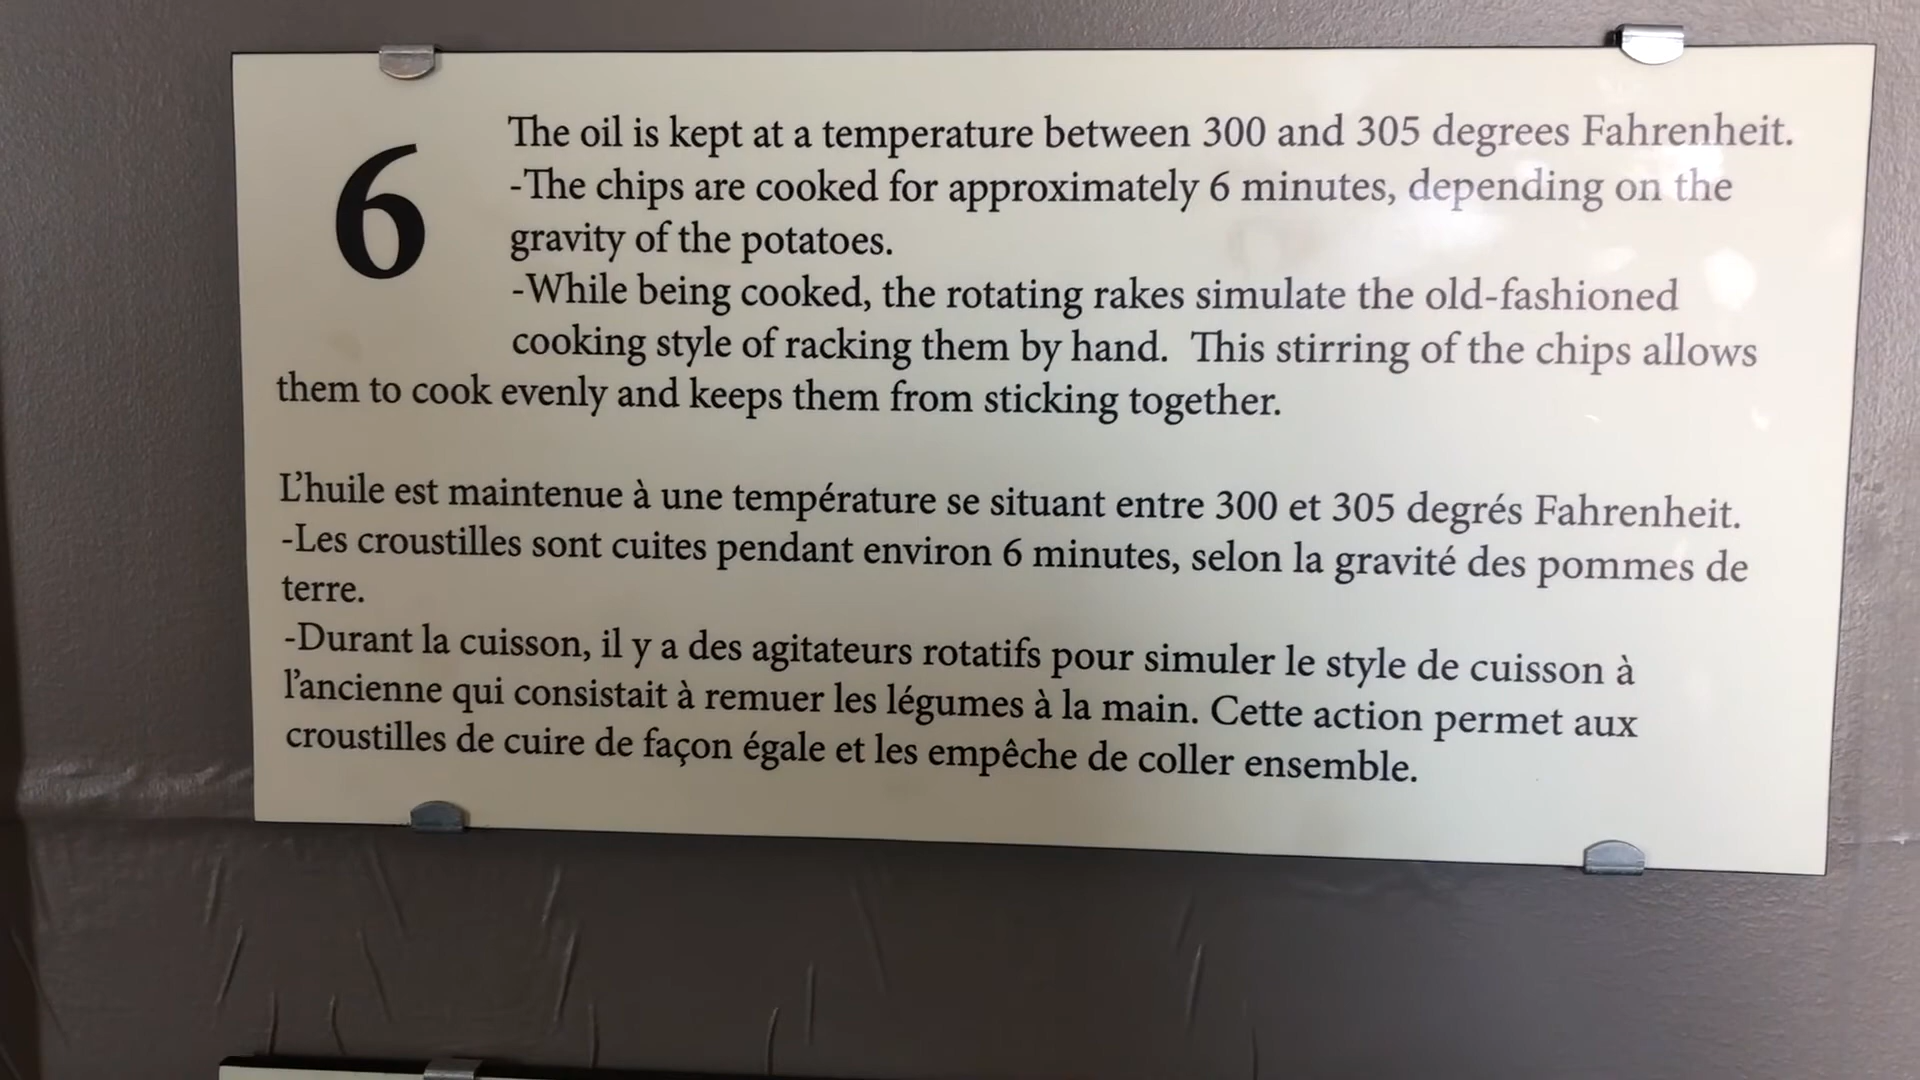 6
The oil is kept at a temperature between 300 and 305 degrees Fahrenheit.
-The chips are cooked for approximately 6 minutes, depending on the
gravity of the potatoes.
-While being cooked, the rotating rakes simulate the old-fashioned
cooking style of racking them by hand.  This stirring of the chips allows
them to cook evenly and keeps them from sticking together.
L'huile est maintenue à une température se situant entre 300 et 305 degrés Fahrenheit.
-Les croustilles sont cuites pendant environ 6 minutes, selon la gravité des pommes de
terre.
-Durant la cuisson, il y a des agitateurs rotatifs pour simuler le style de cuisson à
l'ancienne qui consistait à remuer les légumes à la main. Cette action permet aux
croustilles de cuire de façon égale et les empêche de coller ensemble.